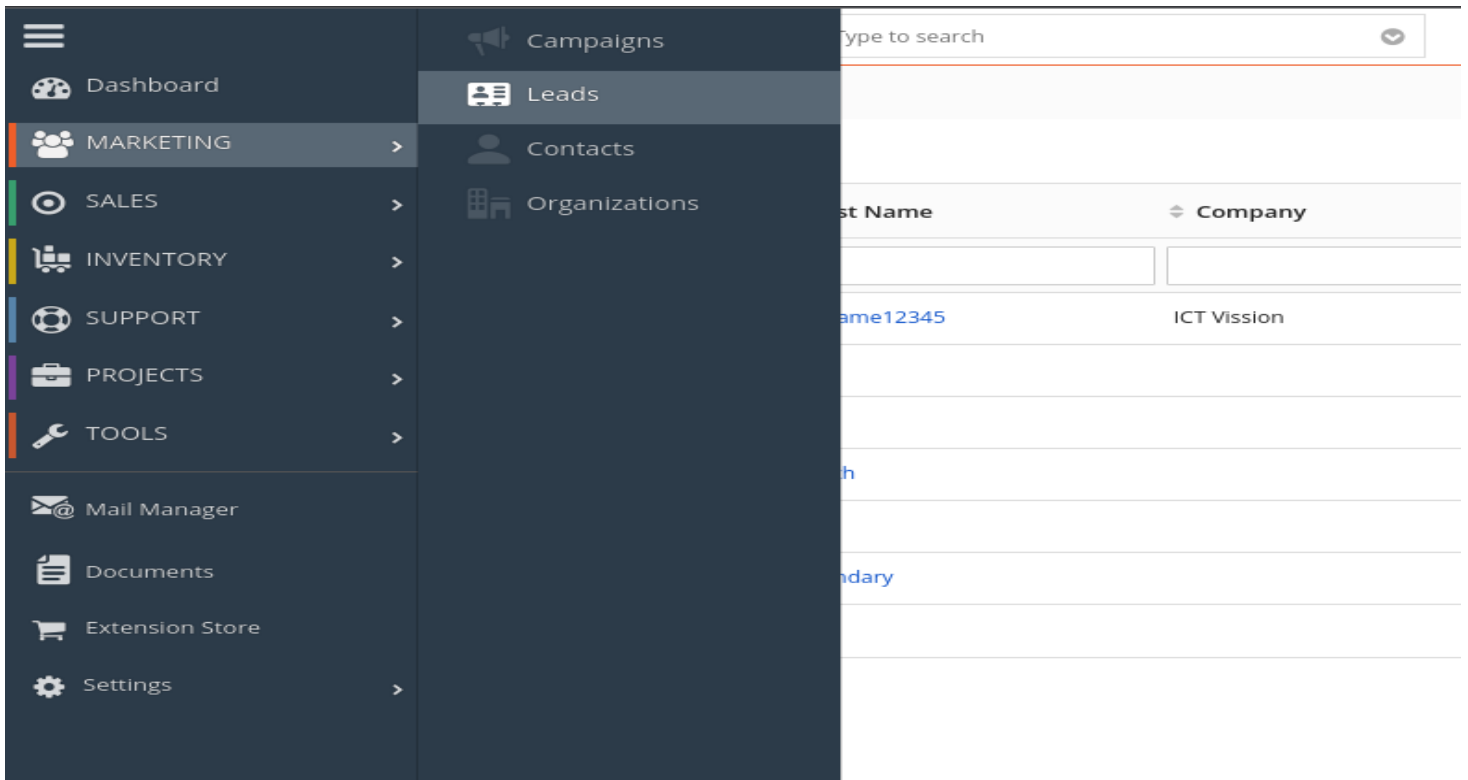 Dashboard
MARKETING
SALES
INVENTORY
SUPPORT
PROJECTS
TOOLS
Mail Manager
Documents
Extension Store
Settings
Campaigns
Leads
Contacts
Organizations
Type to search
st Name
Company
ame12345
ICT Vission
th
ndary